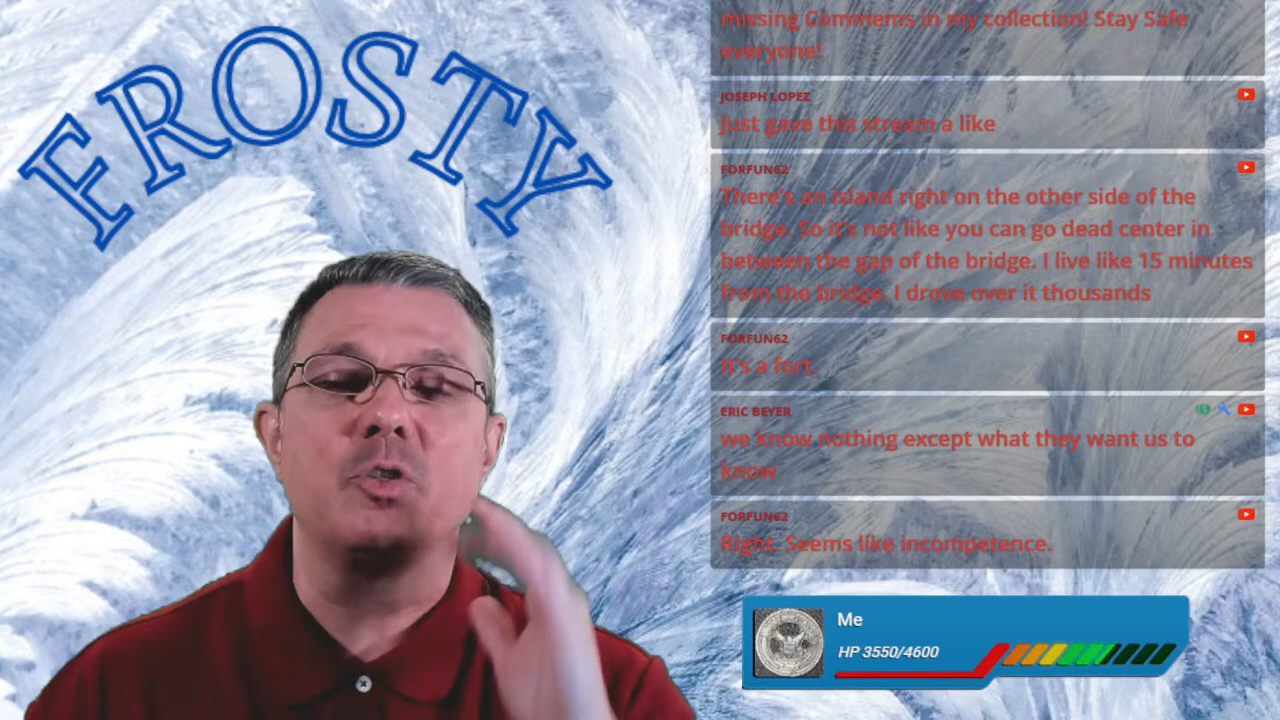 FROSTY
missing Commems in my collection! Stay Safe
everyone!
JOSEPH LOPEZ
Just gave this stream a like
FORFUN62
There's an island right on the other side of the
bridge. So it's not like you can go dead center in
between the gap of the bridge. I live like 15 minutes
from the bridge. I drove over it thousands
FORFUN62
It's a fort.
ERIC BEYER
we know nothing except what they want us to
know
FORFUN62
Right. Seems like incompetence.
Me
HP 3550/4600